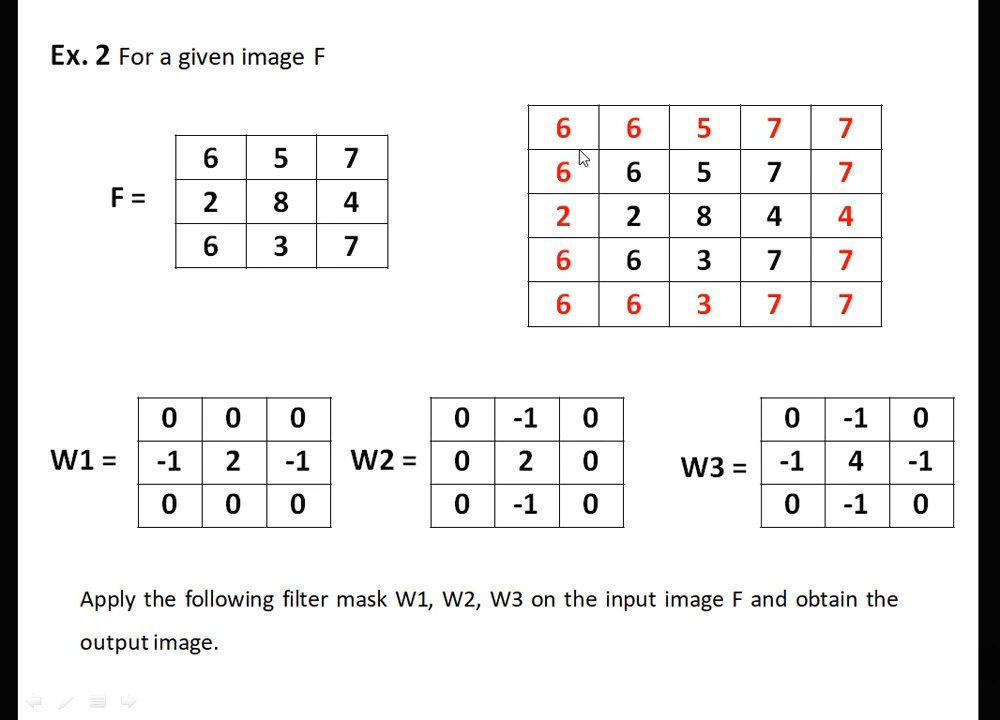 Ex. 2 For a given image F
F =
6 5 7
2 8 4
6 3 7
6 6 5 7 7
6 6 5 7 7
2 2 8 4 4
6 6 3 7 7
6 6 3 7 7
W1 =
0 0 0
-1 2 -1
0 0 0
W2 =
0 -1 0
0 2 0
0 -1 0
W3 =
0 -1 0
-1 4 -1
0 -1 0
Apply the following filter mask W1, W2, W3 on the input image F and obtain the
output image.